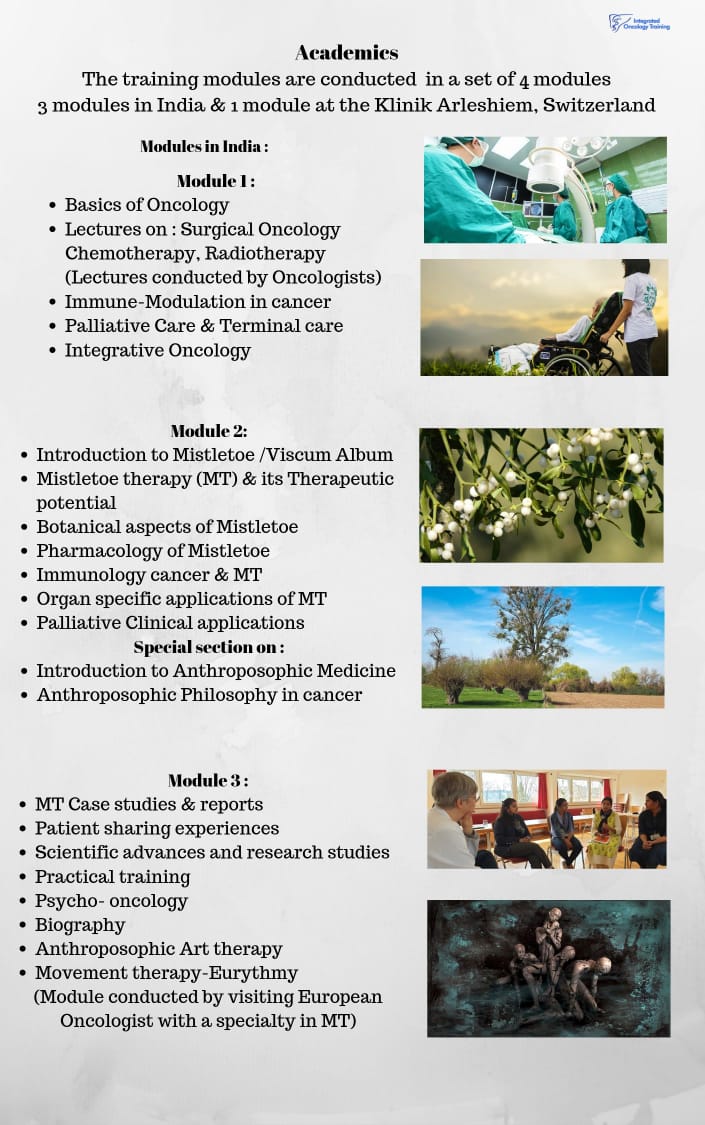 Integrated
Oncology Training
Academics
The training modules are conducted in a set of 4 modules
3 modules in India & 1 module at the Klinik Arleshiem, Switzerland
Modules in India :
Module 1 :
• Basics of Oncology
• Lectures on : Surgical Oncology
Chemotherapy, Radiotherapy
(Lectures conducted by Oncologists)
• Immune-Modulation in cancer
• Palliative Care & Terminal care
• Integrative Oncology
Module 2:
• Introduction to Mistletoe /Viscum Album
• Mistletoe therapy (MT) & its Therapeutic
potential
• Botanical aspects of Mistletoe
• Pharmacology of Mistletoe
• Immunology cancer & MT
• Organ specific applications of MT
• Palliative Clinical applications
Special section on :
• Introduction to Anthroposophic Medicine
• Anthroposophic Philosophy in cancer
Module 3 :
• MT Case studies & reports
• Patient sharing experiences
• Scientific advances and research studies
• Practical training
• Psycho- oncology
• Biography
• Anthroposophic Art therapy
• Movement therapy-Eurythmy
(Module conducted by visiting European
Oncologist with a specialty in MT)